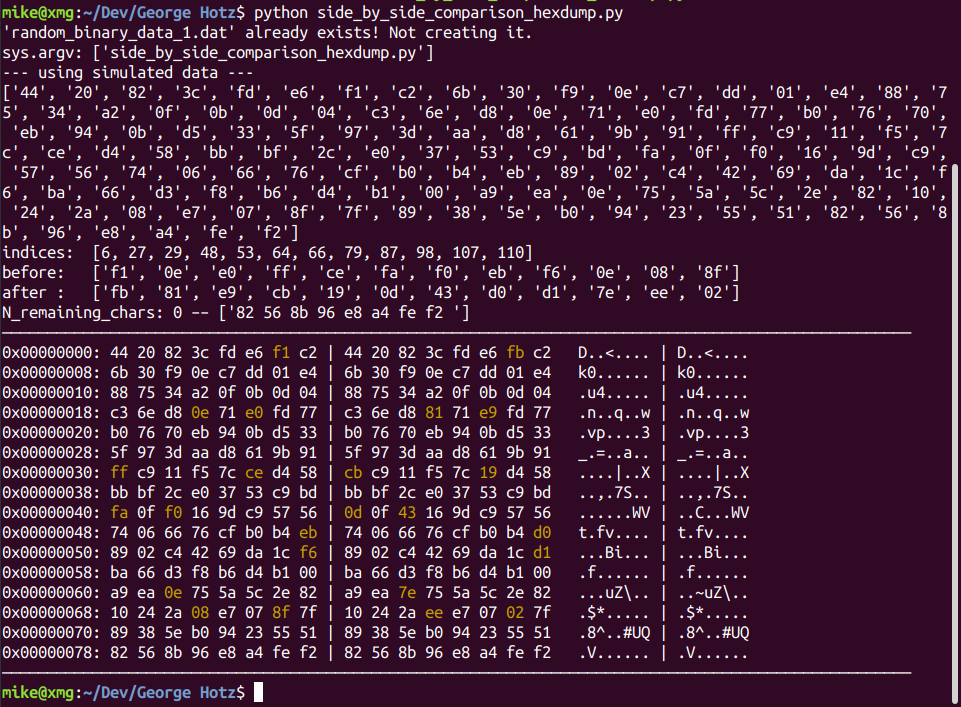 mike@xmg:~/Dev/George Hotz$ python side_by_side_comparison_hexdump.py
'random_binary_data_1.dat' already exists! Not creating it.
sys.argv: ['side_by_side_comparison_hexdump.py']
--- using simulated data ---
['44', '20', '82', '3c', 'fd', 'e6', 'f1', 'c2', '6b', '30', 'f9', '0e', 'c7', 'dd', '01', 'e4', '88', '7
5', '34', 'a2', '0f', '0b', '0d', '04', 'c3', '6e', 'd8', '0e', '71', 'e0', 'fd', '77', 'b0', '76', '70',
 'eb', '94', '0b', 'd5', '33', '5f', '97', '3d', 'aa', 'd8', '61', '9b', '91', 'ff', 'c9', '11', 'f5', '7
c', 'ce', 'd4', '58', 'bb', 'bf', '2c', 'e0', '37', '53', 'c9', 'bd', 'fa', '0f', 'f0', '16', '9d', 'c9',
 '57', '56', '74', '06', '66', '76', 'cf', 'b0', 'b4', 'eb', '89', '02', 'c4', '42', '69', 'da', '1c', 'f
6', 'ba', '66', 'd3', 'f8', 'b6', 'd4', 'b1', '00', 'a9', 'ea', '0e', '75', '5a', '5c', '2e', '82', '10',
 '24', '2a', '08', 'e7', '07', '8f', '7f', '89', '38', '5e', 'b0', '94', '23', '55', '51', '82', '56', '8
b', '96', 'e8', 'a4', 'fe', 'f2']
indices:  [6, 27, 29, 48, 53, 64, 66, 79, 87, 98, 107, 110]
before:   ['f1', '0e', 'e0', 'ff', 'ce', 'fa', 'f0', 'eb', 'f6', '0e', '08', '8f']
after :   ['fb', '81', 'e9', 'cb', '19', '0d', '43', 'd0', 'd1', '7e', 'ee', '02']
N_remaining_chars: 0 -- ['82 56 8b 96 e8 a4 fe f2 ']
0x00000000: 44 20 82 3c fd e6 f1 c2 | 44 20 82 3c fd e6 fb c2   D..<.... | D..<....
0x00000008: 6b 30 f9 0e c7 dd 01 e4 | 6b 30 f9 0e c7 dd 01 e4   k0...... | k0......
0x00000010: 88 75 34 a2 0f 0b 0d 04 | 88 75 34 a2 0f 0b 0d 04   .u4..... | .u4.....
0x00000018: c3 6e d8 0e 71 e0 fd 77 | c3 6e d8 81 71 e9 fd 77   .n..q..w | .n..q..w
0x00000020: b0 76 70 eb 94 0b d5 33 | b0 76 70 eb 94 0b d5 33   .vp....3 | .vp....3
0x00000028: 5f 97 3d aa d8 61 9b 91 | 5f 97 3d aa d8 61 9b 91   _.=..a.. | _.=..a..
0x00000030: ff c9 11 f5 7c ce d4 58 | cb c9 11 f5 7c 19 d4 58   ....|..X | ....|..X
0x00000038: bb bf 2c e0 37 53 c9 bd | bb bf 2c e0 37 53 c9 bd   ..,.7S.. | ..,.7S..
0x00000040: fa 0f f0 16 9d c9 57 56 | 0d 0f 43 16 9d c9 57 56   ......WV | ..C...WV
0x00000048: 74 06 66 76 cf b0 b4 eb | 74 06 66 76 cf b0 b4 d0   t.fv.... | t.fv....
0x00000050: 89 02 c4 42 69 da 1c f6 | 89 02 c4 42 69 da 1c d1   ...Bi... | ...Bi...
0x00000058: ba 66 d3 f8 b6 d4 b1 00 | ba 66 d3 f8 b6 d4 b1 00   .f...... | .f......
0x00000060: a9 ea 0e 75 5a 5c 2e 82 | a9 ea 7e 75 5a 5c 2e 82   ...uZ\.. | ..~uZ\..
0x00000068: 10 24 2a 08 e7 07 8f 7f | 10 24 2a ee e7 07 02 7f   .$*..... | .$*.....
0x00000070: 89 38 5e b0 94 23 55 51 | 89 38 5e b0 94 23 55 51   .8^..#UQ | .8^..#UQ
0x00000078: 82 56 8b 96 e8 a4 fe f2 | 82 56 8b 96 e8 a4 fe f2   .V...... | .V......
mike@xmg:~/Dev/George Hotz$